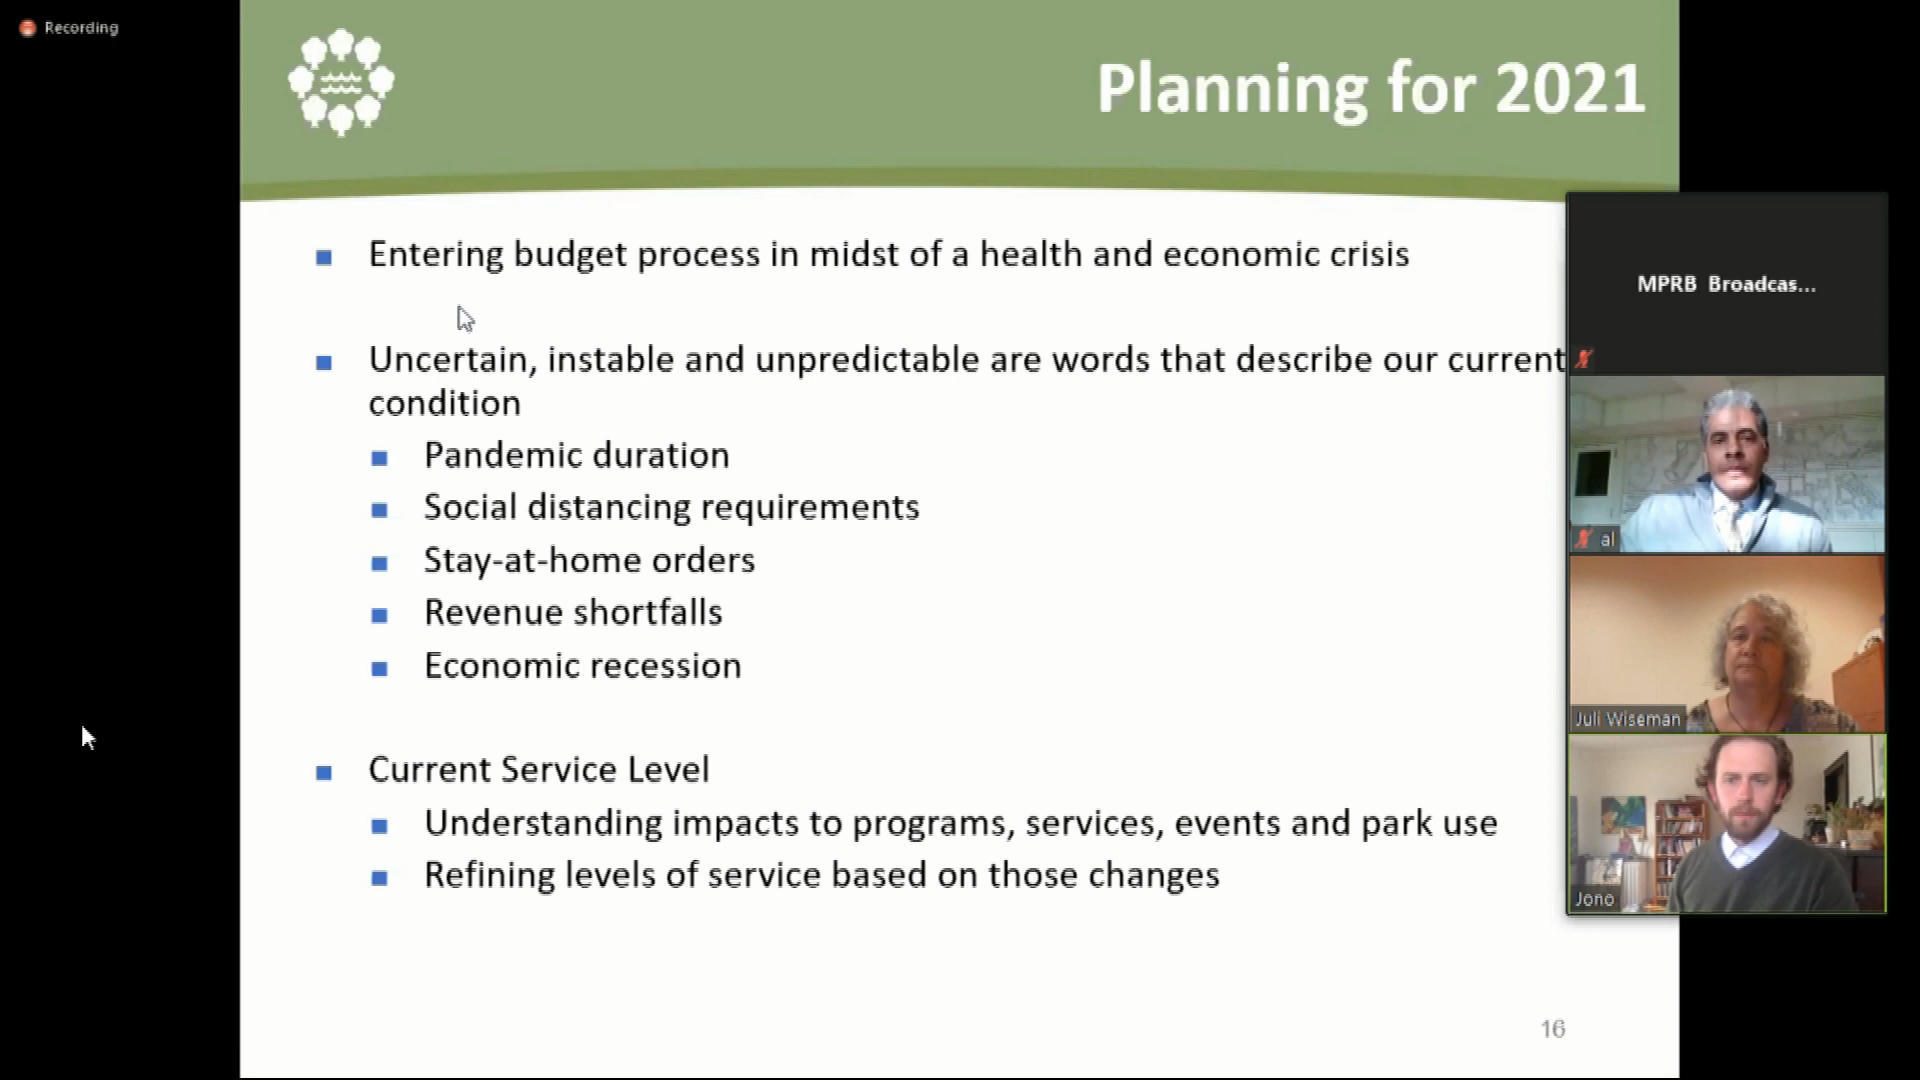 Recording
Planning for 2021
Entering budget process in midst of a health and economic crisis
Uncertain, instable and unpredictable are words that describe our current
condition
Pandemic duration
Social distancing requirements
Stay-at-home orders
Revenue shortfalls
Economic recession
Current Service Level
Understanding impacts to programs, services, events and park use
Refining levels of service based on those changes
16
MPRB Broadcas...
al
Juli Wiseman
Jono